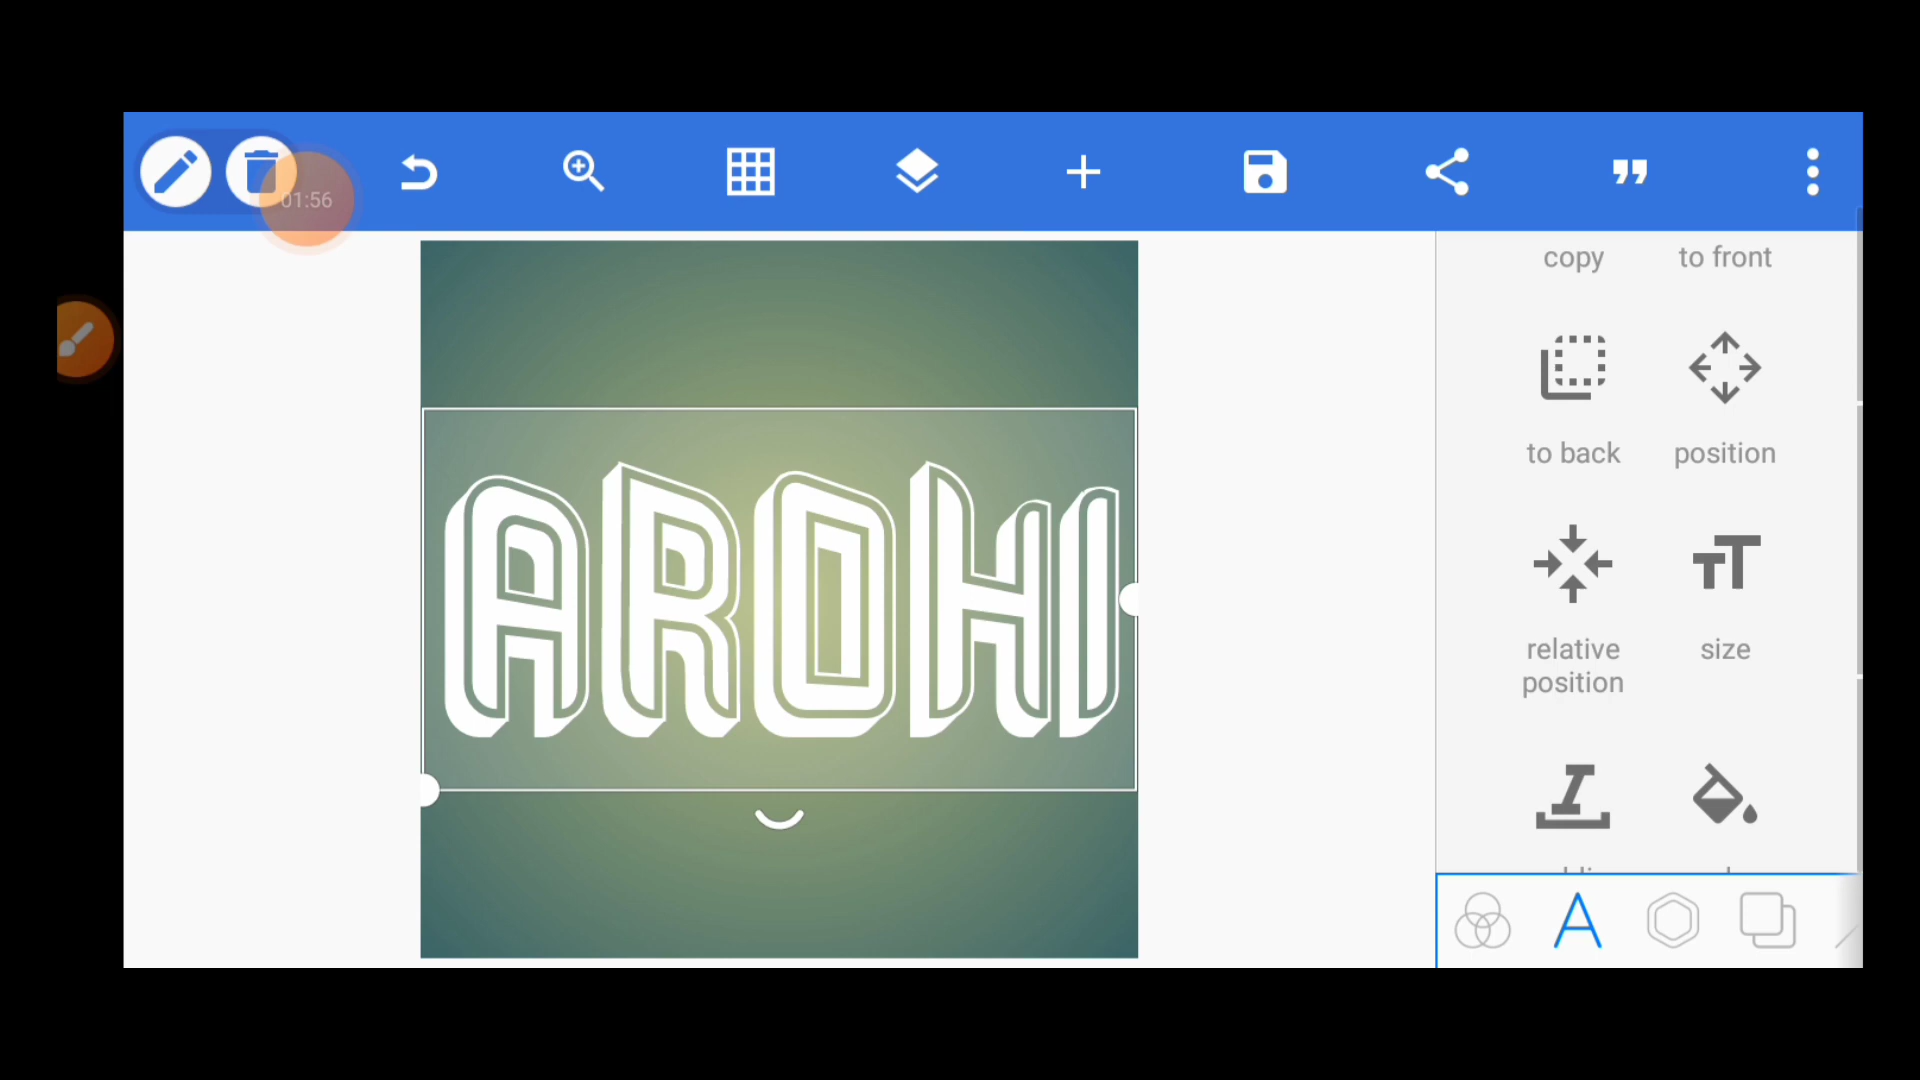 01:56
copy to front
AROHI
to back position
relative position size